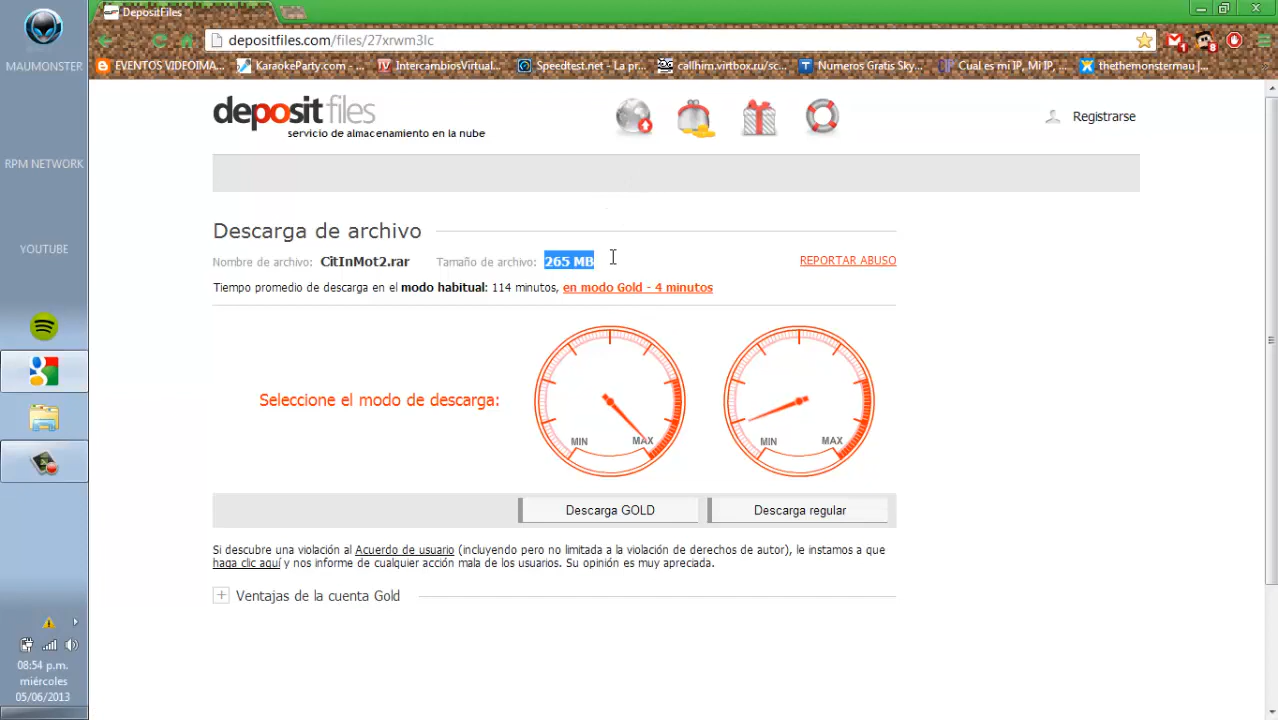 DepositFiles
MAUMONSTER
depositfiles.com/files/27xrwm3lc
EVENTOS VIDEOIMA... KaraokeParty.com - ... IntercambiosVirtual... Speedtest.net - La pr... callhim.virtbox.ru/sc... Numeros Gratis Sky... Cual es mi IP, Mi IP, ... thethemonstermau |...
depositfiles
servicio de almacenamiento en la nube
Registrarse
RPM NETWORK
YOUTUBE
Descarga de archivo
Nombre de archivo: CitInMot2.rar Tamaño de archivo: 265 MB REPORTAR ABUSO
Tiempo promedio de descarga en el modo habitual: 114 minutos, en modo Gold - 4 minutos
Seleccione el modo de descarga:
MIN MAX MIN MAX
Descarga GOLD Descarga regular
Si descubre una violación al Acuerdo de usuario (incluyendo pero no limitada a la violación de derechos de autor), le instamos a que
haga clic aquí y nos informe de cualquier acción mala de los usuarios. Su opinión es muy apreciada.
+ Ventajas de la cuenta Gold
08:54 p.m.
miércoles
05/06/2013